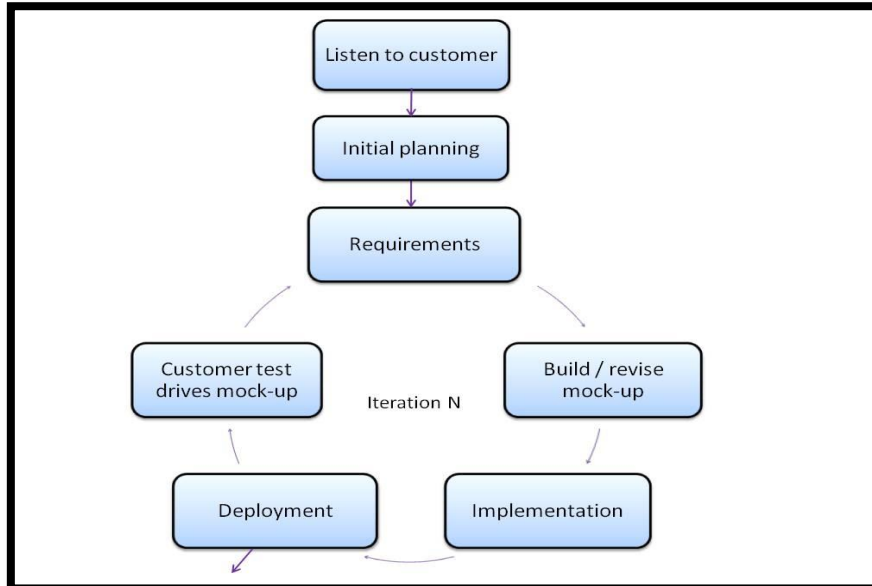 Listen to customer
Initial planning
Requirements
Customer test
drives mock-up
Build / revise
mock-up
Iteration N
Deployment
Implementation